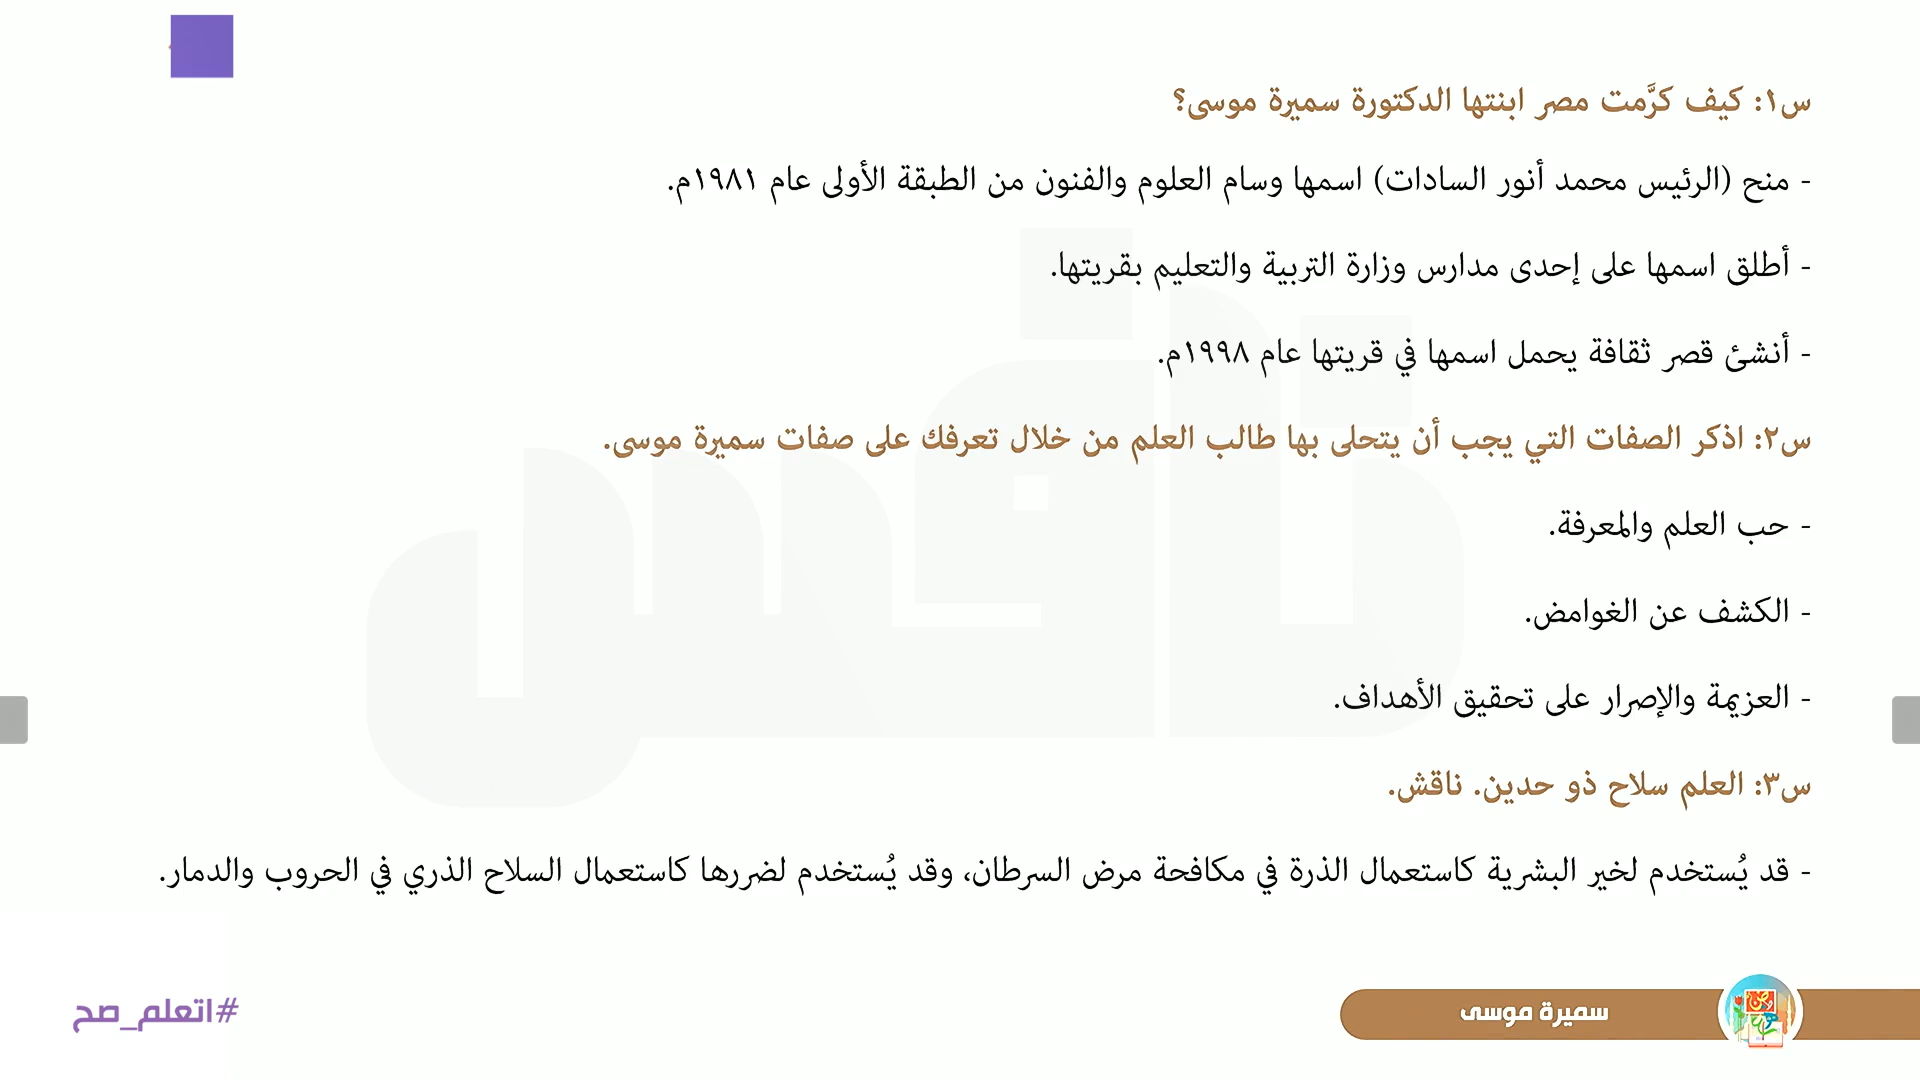 س١: كيف كرَّمت مصر ابنتها الدكتورة سميرة موسى؟
- منح (الرئيس محمد أنور السادات) اسمها وسام العلوم والفنون من الطبقة الأولى عام ١٩٨١م.
- أطلق اسمها على إحدى مدارس وزارة التربية والتعليم بقريتها.
- أنشئ قصر ثقافة يحمل اسمها في قريتها عام ١٩٩٨م.
س٢: اذكر الصفات التي يجب أن يتحلى بها طالب العلم من خلال تعرفك على صفات سميرة موسى.
- حب العلم والمعرفة.
- الكشف عن الغوامض.
- العزيمة والإصرار على تحقيق الأهداف.
س٣: العلم سلاح ذو حدين. ناقش.
- قد يُستخدم لخير البشرية كاستعمال الذرة في مكافحة مرض السرطان، وقد يُستخدم لضررها كاستعمال السلاح الذري في الحروب والدمار.
سميرة موسى
#اتعلم_صح